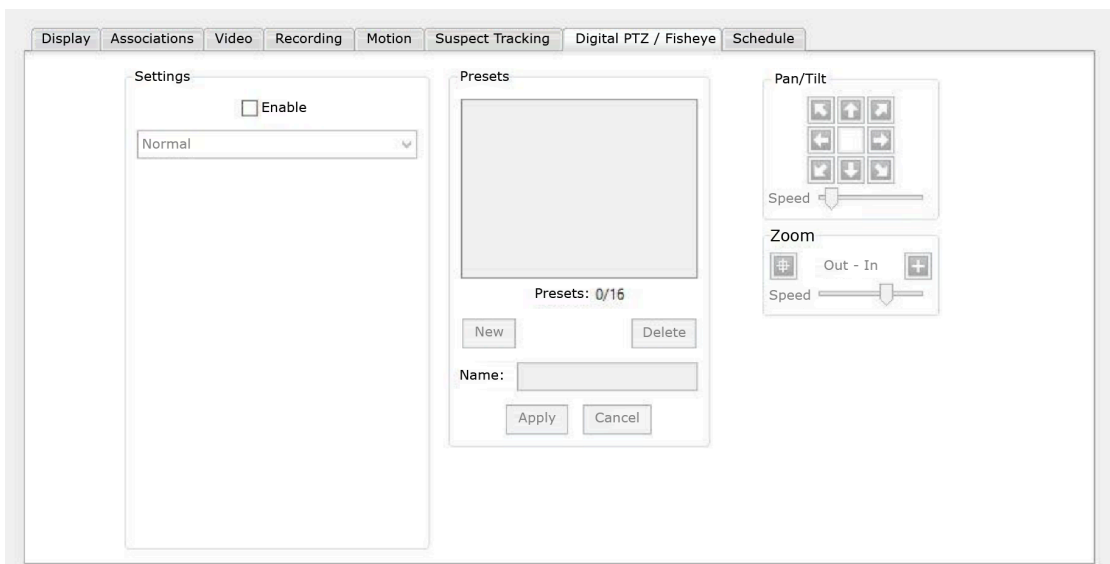 Display Associations Video Recording Motion Suspect Tracking Digital PTZ / Fisheye Schedule
Settings
Enable
Normal
Presets
Presets: 0/16
New Delete
Name:
Apply Cancel
Pan/Tilt
Speed
Zoom
Out - In
Speed